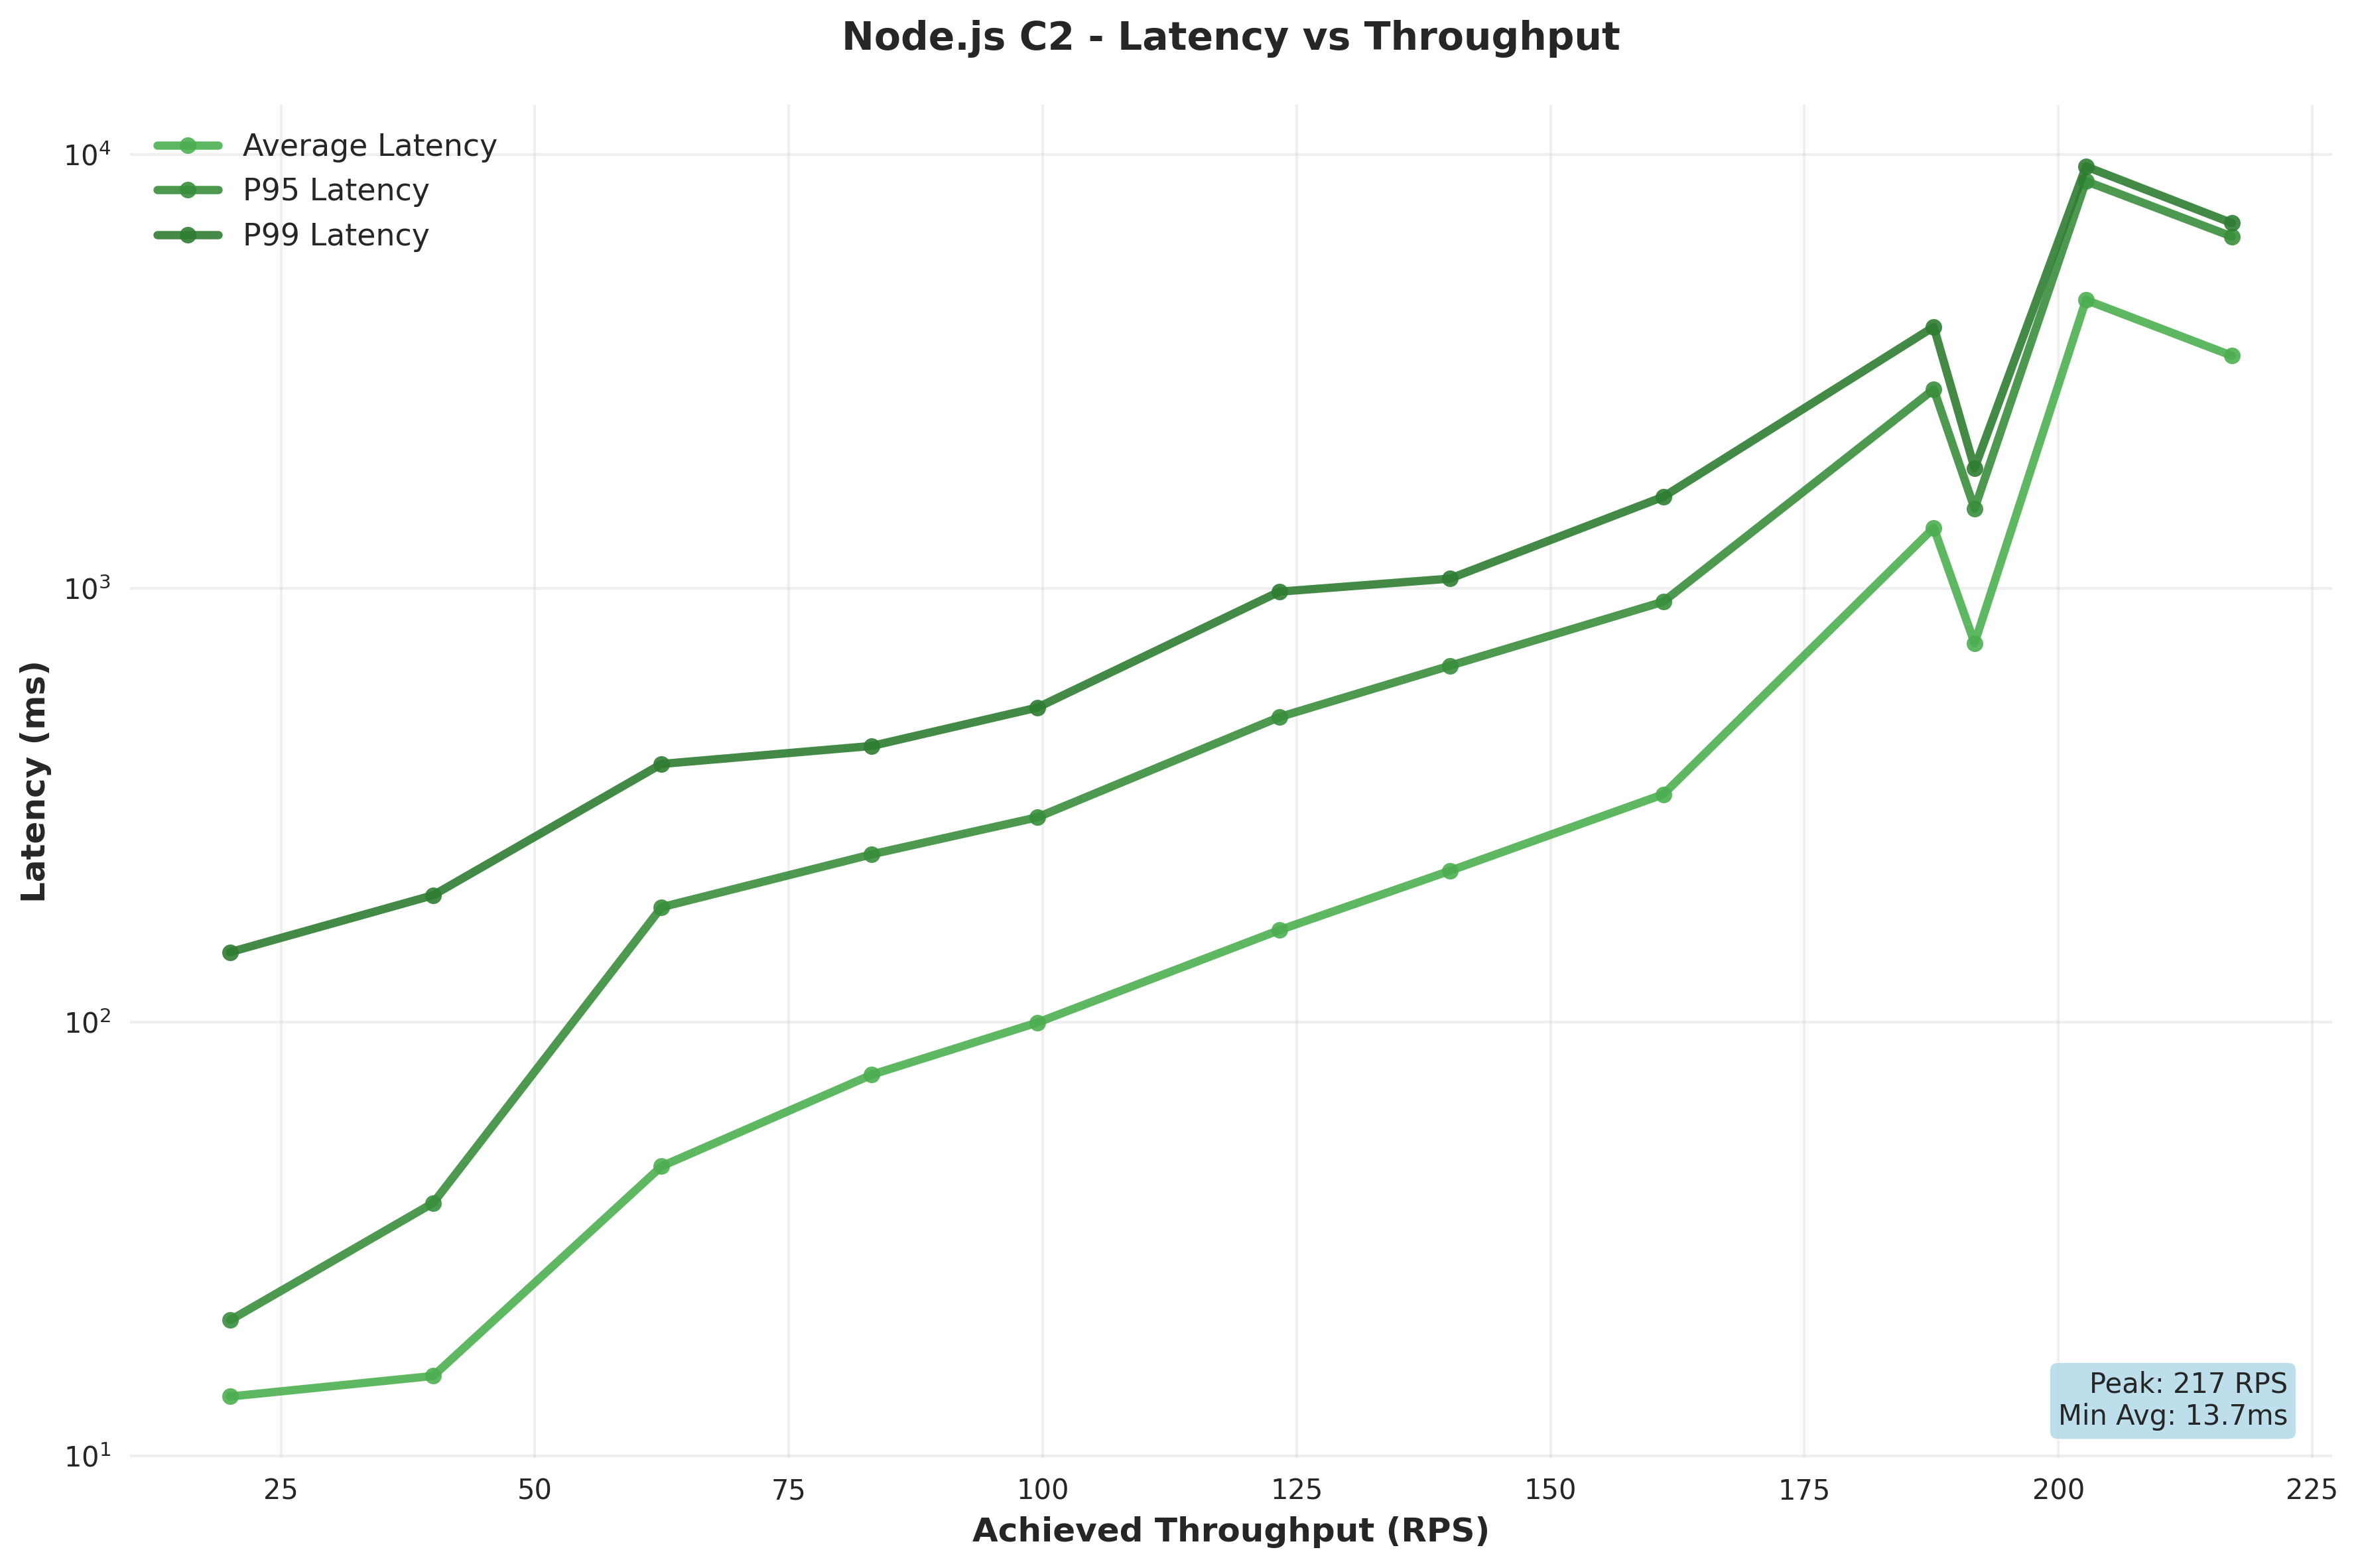 Node.js C2 - Latency vs Throughput
Average Latency
P95 Latency
P99 Latency
10⁴
10³
10²
10¹
Latency (ms)
Peak: 217 RPS
Min Avg: 13.7ms
25 50 75 100 125 150 175 200 225
Achieved Throughput (RPS)